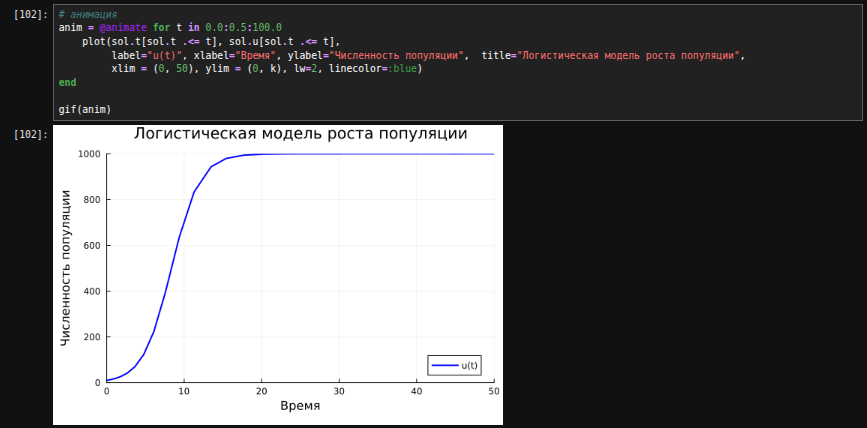 [102]: # анимация
anim = @animate for t in 0.0:0.5:100.0
plot(sol.t[sol.t .<= t], sol.u[sol.t .<= t],
label="u(t)", xlabel="Время", ylabel="Численность популяции", title="Логистическая модель роста популяции",
xlim = (0, 50), ylim = (0, k), lw=2, linecolor=:blue)
end
gif(anim)
[102]:
Логистическая модель роста популяции
Численность популяции
1000
800
600
400
200
0
u(t)
0 10 20 30 40 50
Время